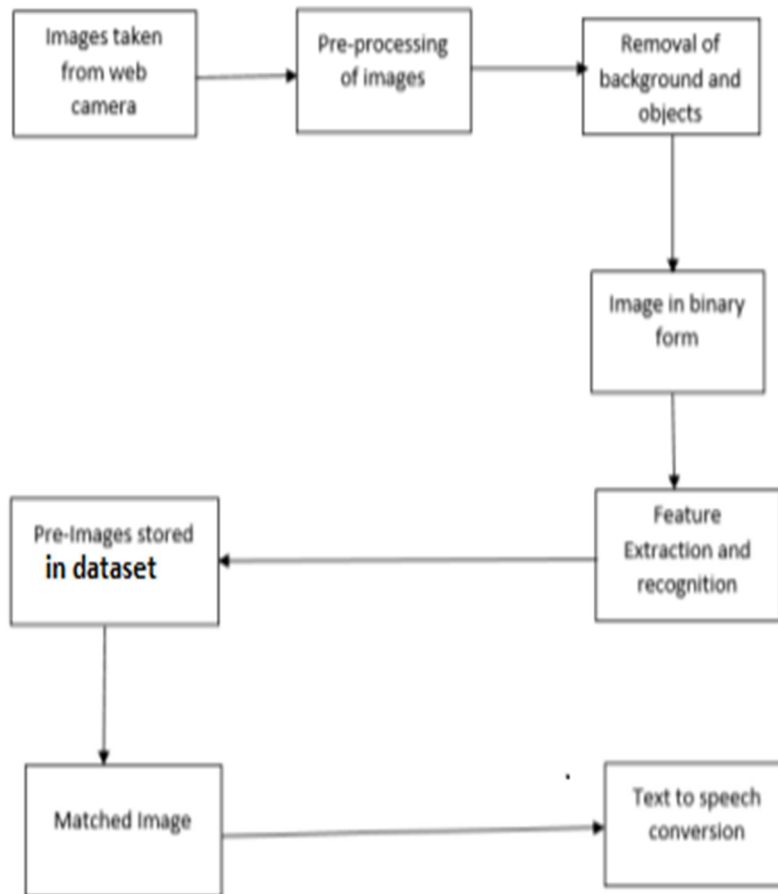 Images taken
from web
camera
Pre-processing
of images
Removal of
background and
objects
Image in binary
form
Feature
Extraction and
recognition
Pre-Images stored
in dataset
Matched Image
Text to speech
conversion